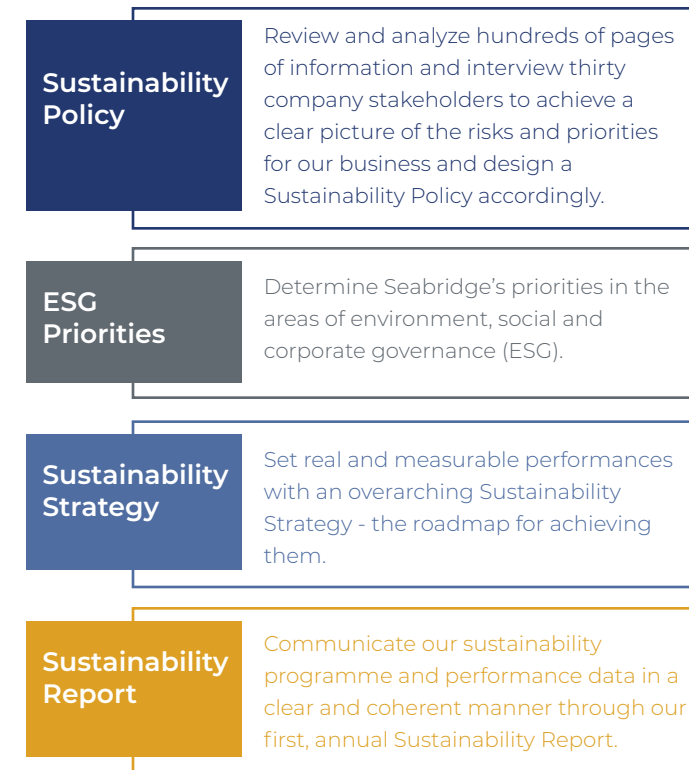 Sustainability
Policy
Review and analyze hundreds of pages
of information and interview thirty
company stakeholders to achieve a
clear picture of the risks and priorities
for our business and design a
Sustainability Policy accordingly.
ESG
Priorities
Determine Seabridge’s priorities in the
areas of environment, social and
corporate governance (ESG).
Sustainability
Strategy
Set real and measurable performances
with an overarching Sustainability
Strategy - the roadmap for achieving
them.
Sustainability
Report
Communicate our sustainability
programme and performance data in a
clear and coherent manner through our
first, annual Sustainability Report.